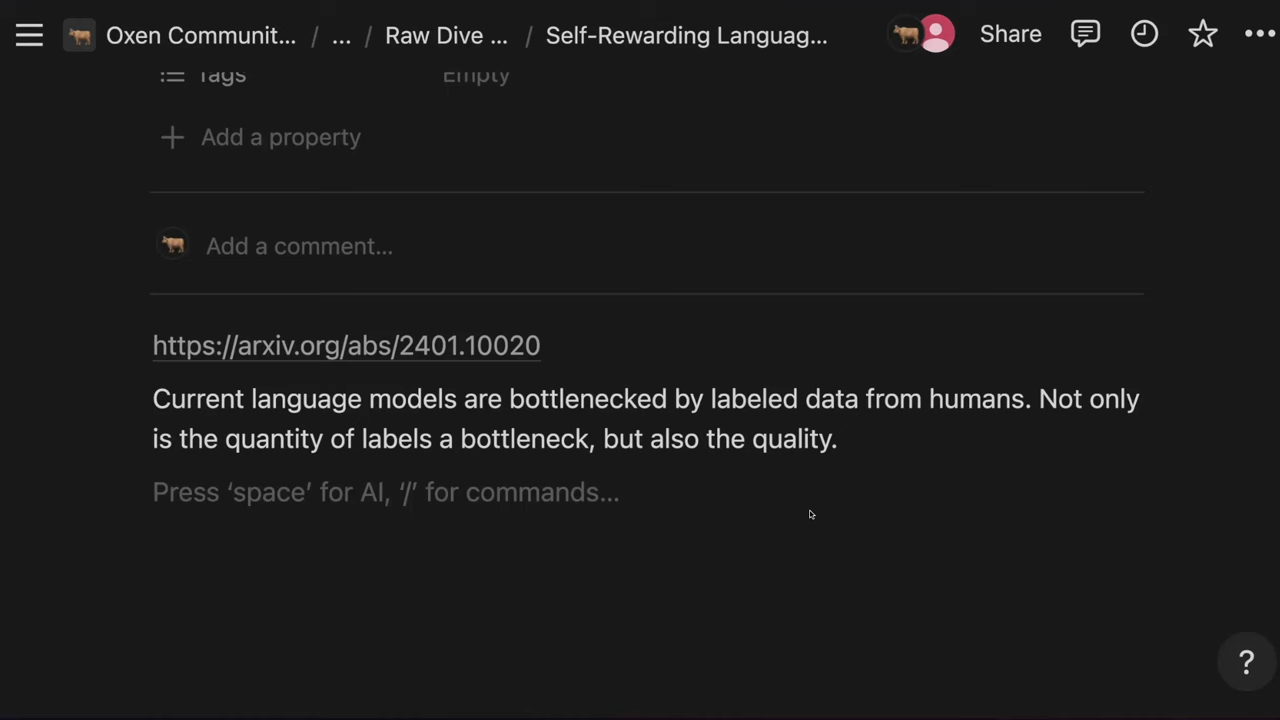 Oxen Communit... / ... / Raw Dive ... / Self-Rewarding Languag... Share
Tags Empty
Add a property
Add a comment...
https://arxiv.org/abs/2401.10020
Current language models are bottlenecked by labeled data from humans. Not only
is the quantity of labels a bottleneck, but also the quality.
Press ‘space’ for AI, ‘/’ for commands...
?